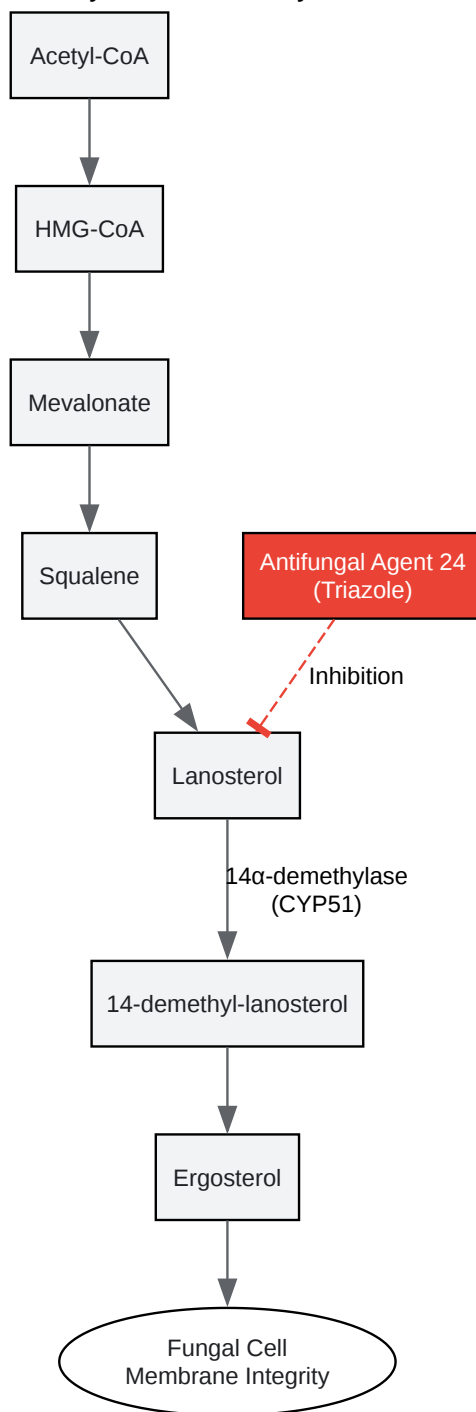 Acetyl-CoA
HMG-CoA
Mevalonate
Squalene
Antifungal Agent 24
(Triazole)
Inhibition
Lanosterol
14α-demethylase
(CYP51)
14-demethyl-lanosterol
Ergosterol
Fungal Cell
Membrane Integrity